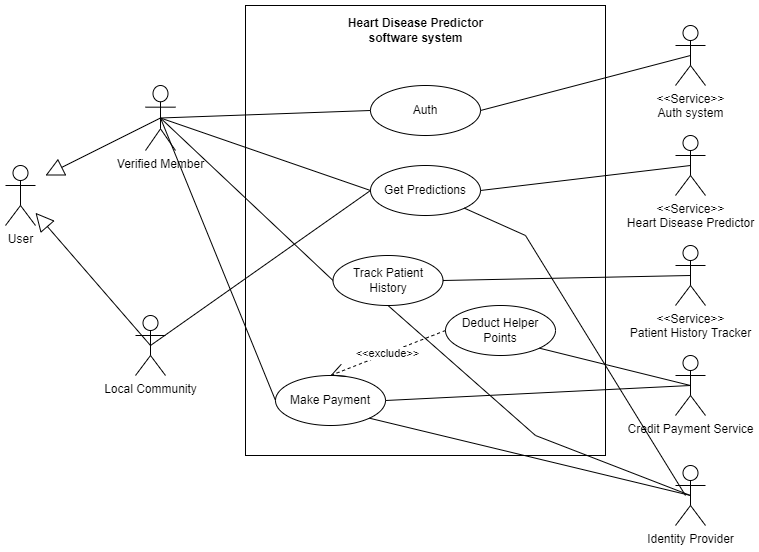 Heart Disease Predictor
software system
Auth
<<Service>>
Auth system
Verified Member
Get Predictions
User
<<Service>>
Heart Disease Predictor
Track Patient
History
<<Service>>
Patient History Tracker
Deduct Helper
Points
<<exclude>>
Local Community
Make Payment
Credit Payment Service
Identity Provider